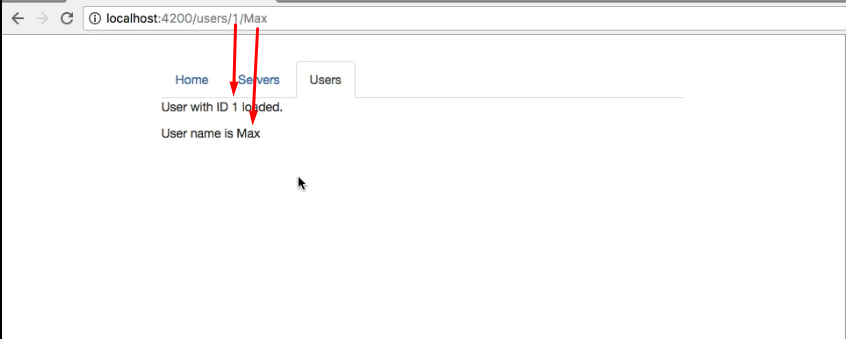 localhost:4200/users/1/Max
Home Servers Users
User with ID 1 loaded.
User name is Max